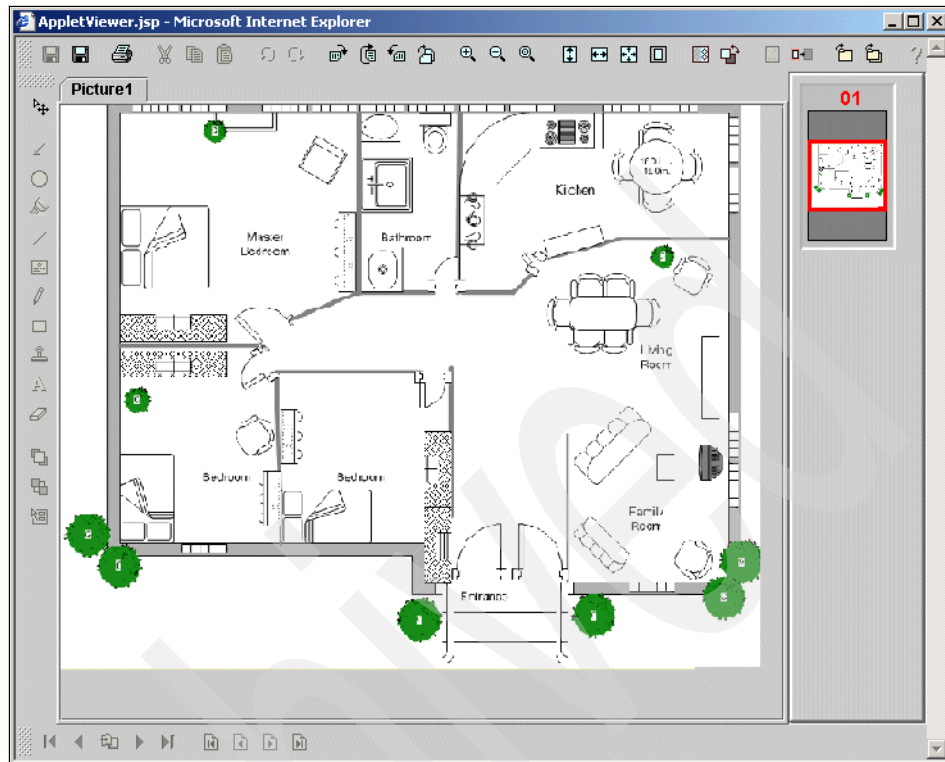 AppletViewer.jsp - Microsoft Internet Explorer
Picture1
01
Kitchen
Master
Bedroom
Bathroom
Living
Room
Bedroom
Bedroom
Family
Room
Entrance